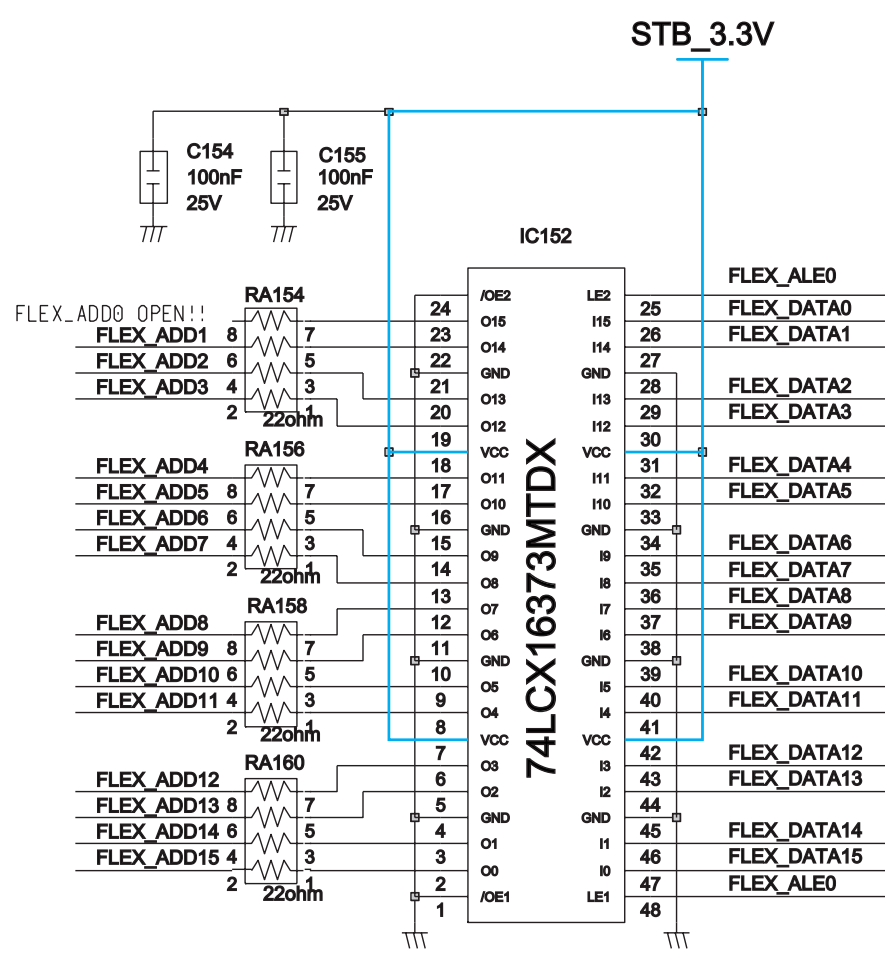 STB_3.3V
C154
100nF
25V
C155
100nF
25V
IC152
74LCX16373MTDX
FLEX_ADD0 OPEN!!
RA154
FLEX_ADD1 8 7
FLEX_ADD2 6 5
FLEX_ADD3 4 3
2 1
22ohm
RA156
FLEX_ADD4
FLEX_ADD5 8 7
FLEX_ADD6 6 5
FLEX_ADD7 4 3
2 1
22ohm
RA158
FLEX_ADD8
FLEX_ADD9 8 7
FLEX_ADD10 6 5
FLEX_ADD11 4 3
2 1
22ohm
RA160
FLEX_ADD12
FLEX_ADD13 8 7
FLEX_ADD14 6 5
FLEX_ADD15 4 3
2 1
22ohm
/OE2 LE2 FLEX_ALE0
24 25 FLEX_DATA0
O15 I15
23 26 FLEX_DATA1
O14 I14
22 27
GND GND
21 28 FLEX_DATA2
O13 I13
20 29 FLEX_DATA3
O12 I12
19 30
VCC VCC
18 31 FLEX_DATA4
O11 I11
17 32 FLEX_DATA5
O10 I10
16 33
GND GND
15 34 FLEX_DATA6
O9 I9
14 35 FLEX_DATA7
O8 I8
13 36 FLEX_DATA8
O7 I7
12 37 FLEX_DATA9
O6 I6
11 38
GND GND
10 39 FLEX_DATA10
O5 I5
9 40 FLEX_DATA11
O4 I4
8 41
VCC VCC
7 42 FLEX_DATA12
O3 I3
6 43 FLEX_DATA13
O2 I2
5 44
GND GND
4 45 FLEX_DATA14
O1 I1
3 46 FLEX_DATA15
O0 I0
2 47 FLEX_ALE0
/OE1 LE1
1 48